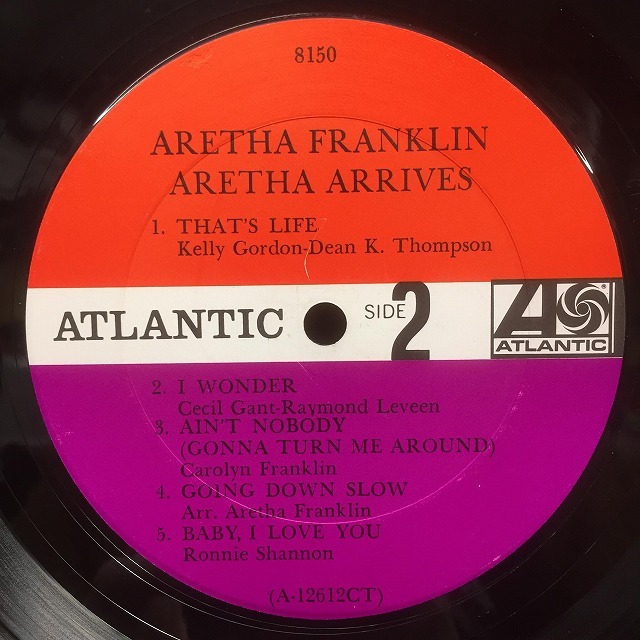 8150
ARETHA FRANKLIN
ARETHA ARRIVES
1. THAT'S LIFE
Kelly Gordon-Dean K. Thompson
ATLANTIC
SIDE 2
ATLANTIC
®
2. I WONDER
Cecil Gant-Raymond Leveen
3. AIN'T NOBODY
(GONNA TURN ME AROUND)
Carolyn Franklin
4. GOING DOWN SLOW
Arr. Aretha Franklin
5. BABY, I LOVE YOU
Ronnie Shannon
(A-12612CT)